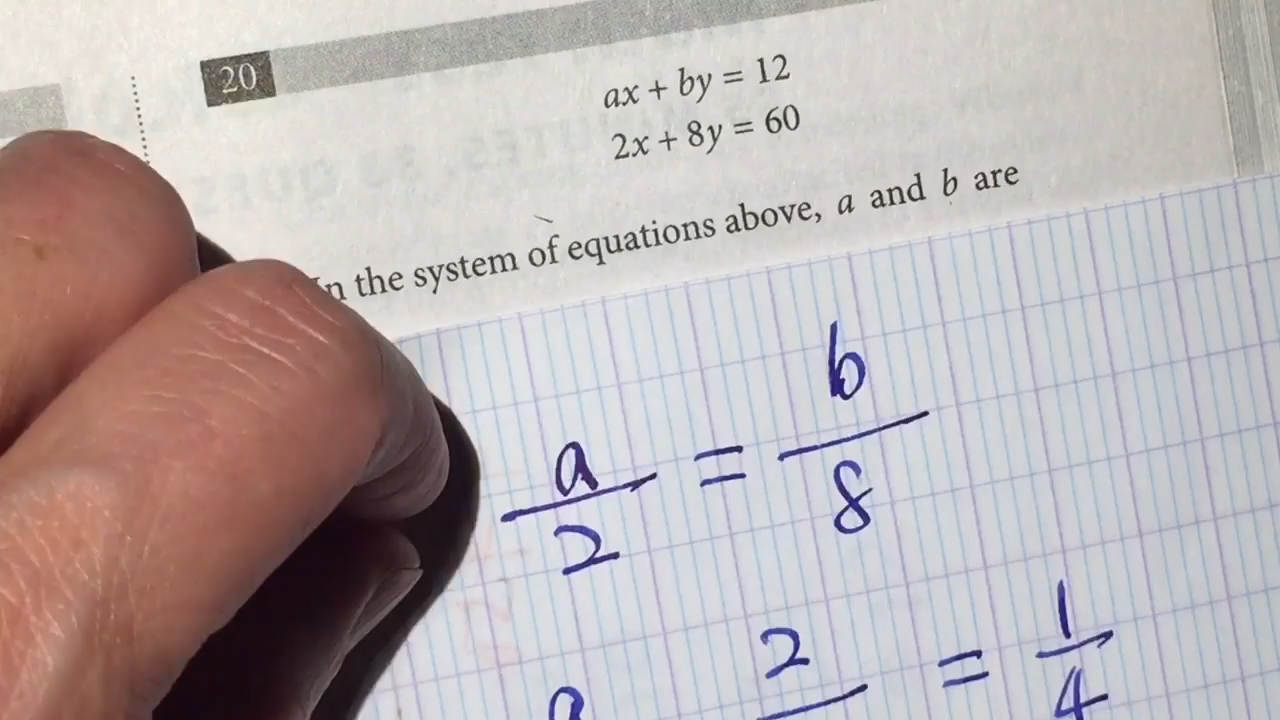 20
ax + by = 12
2x + 8y = 60
In the system of equations above, a and b are
a/2 = b/8
a 2 = 1/4